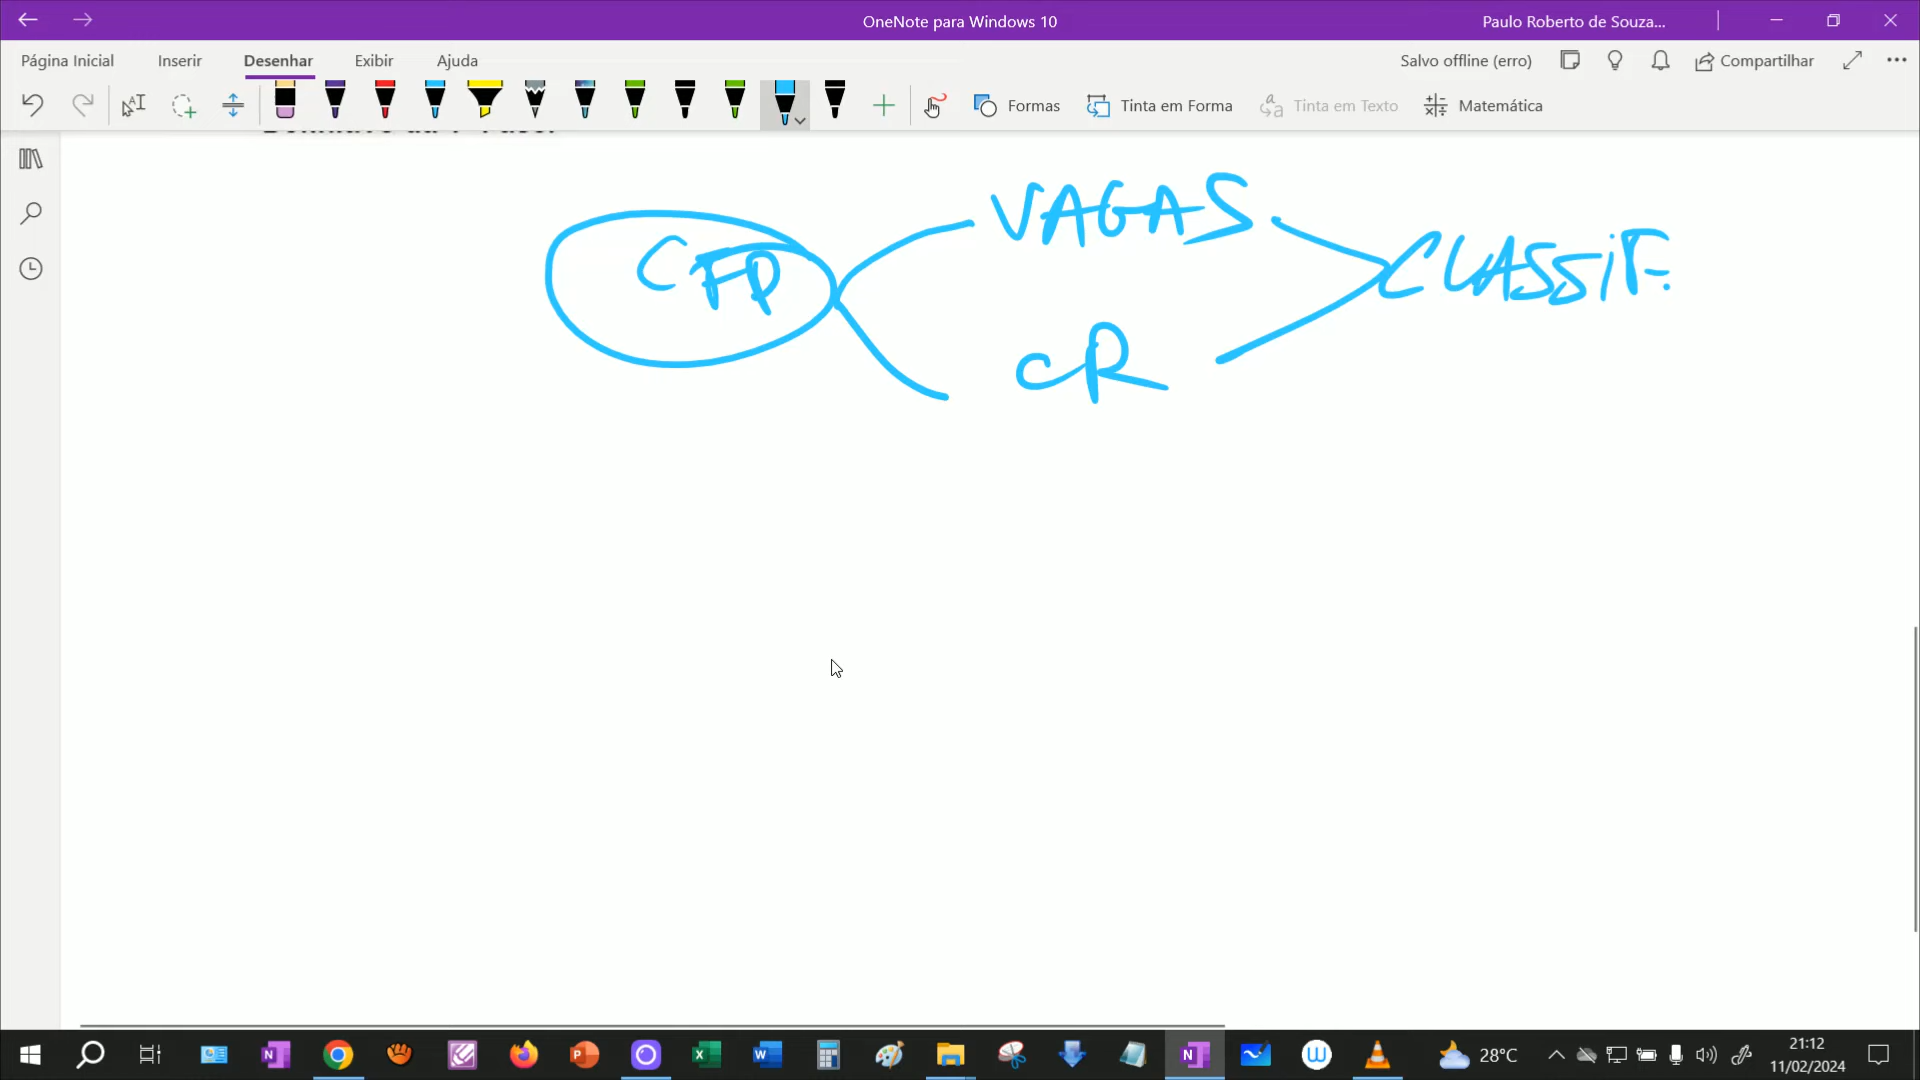 OneNote para Windows 10
Paulo Roberto de Souza...
Página Inicial
Inserir
Desenhar
Exibir
Ajuda
Salvo offline (erro)
Compartilhar
Formas
Tinta em Forma
Tinta em Texto
Matemática
VAGAS
CFP
CLASSIF.
CR
28°C
21:12
11/02/2024